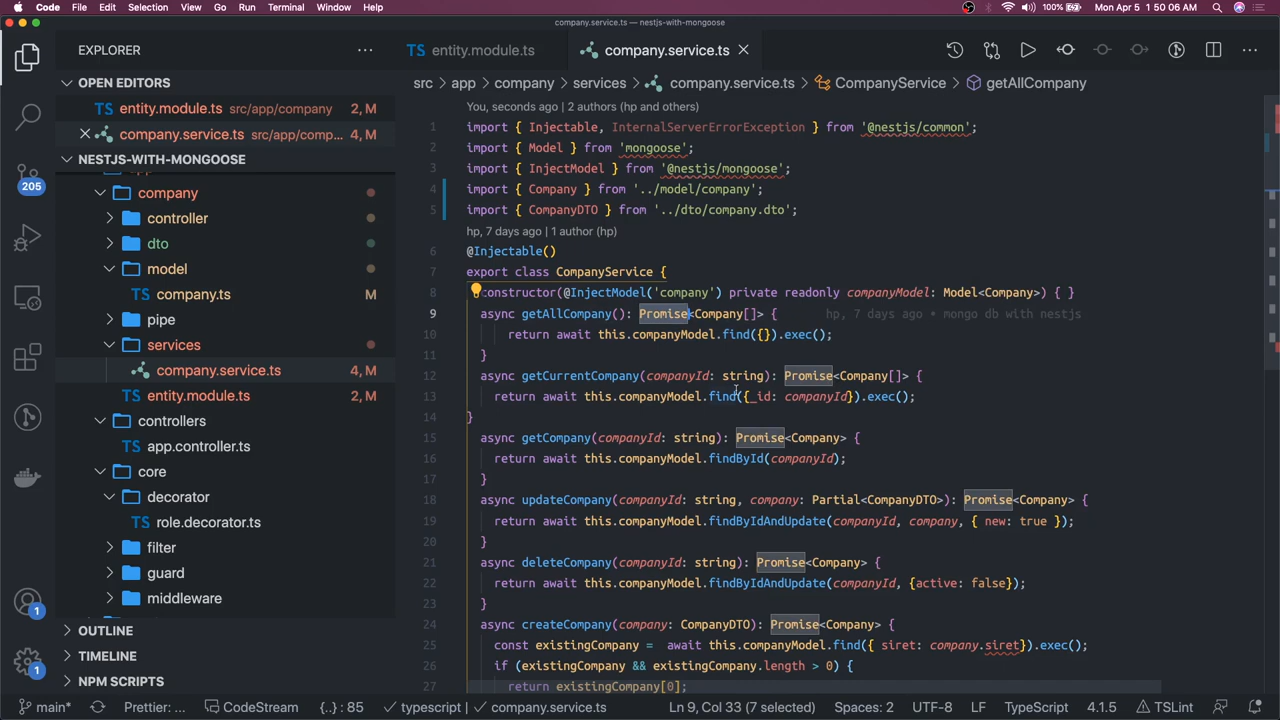 Code File Edit Selection View Go Run Terminal Window Help 100% Mon Apr 5 1:50:06 AM
company.service.ts — nestjs-with-mongoose
EXPLORER
TS entity.module.ts company.service.ts
OPEN EDITORS
TS entity.module.ts src/app/company 2, M
company.service.ts src/app/comp... 4, M
NESTJS-WITH-MONGOOSE
company
controller
dto
model
company.ts M
pipe
services
company.service.ts 4, M
TS entity.module.ts 2, M
controllers
TS app.controller.ts
core
decorator
TS role.decorator.ts
filter
guard
middleware
OUTLINE
TIMELINE
NPM SCRIPTS
205
1
1
src › app › company › services › company.service.ts › CompanyService › getAllCompany
You, seconds ago | 2 authors (hp and others)
1 import { Injectable, InternalServerErrorException } from '@nestjs/common';
2 import { Model } from 'mongoose';
3 import { InjectModel } from '@nestjs/mongoose';
4 import { Company } from '../model/company';
5 import { CompanyDTO } from '../dto/company.dto';
hp, 7 days ago | 1 author (hp)
6 @Injectable()
7 export class CompanyService {
8 constructor(@InjectModel('company') private readonly companyModel: Model<Company>) { }
9 async getAllCompany(): Promise<Company[]> { hp, 7 days ago • mongo db with nestjs
10 return await this.companyModel.find({}).exec();
11 }
12 async getCurrentCompany(companyId: string): Promise<Company[]> {
13 return await this.companyModel.find({_id: companyId}).exec();
14 }
15 async getCompany(companyId: string): Promise<Company> {
16 return await this.companyModel.findById(companyId);
17 }
18 async updateCompany(companyId: string, company: Partial<CompanyDTO>): Promise<Company> {
19 return await this.companyModel.findByIdAndUpdate(companyId, company, { new: true });
20 }
21 async deleteCompany(companyId: string): Promise<Company> {
22 return await this.companyModel.findByIdAndUpdate(companyId, {active: false});
23 }
24 async createCompany(company: CompanyDTO): Promise<Company> {
25 const existingCompany = await this.companyModel.find({ siret: company.siret}).exec();
26 if (existingCompany && existingCompany.length > 0) {
27 return existingCompany[0];
main* Prettier: ... CodeStream {..} : 85 typescript company.service.ts Ln 9, Col 33 (7 selected) Spaces: 2 UTF-8 LF TypeScript 4.1.5 TSLint